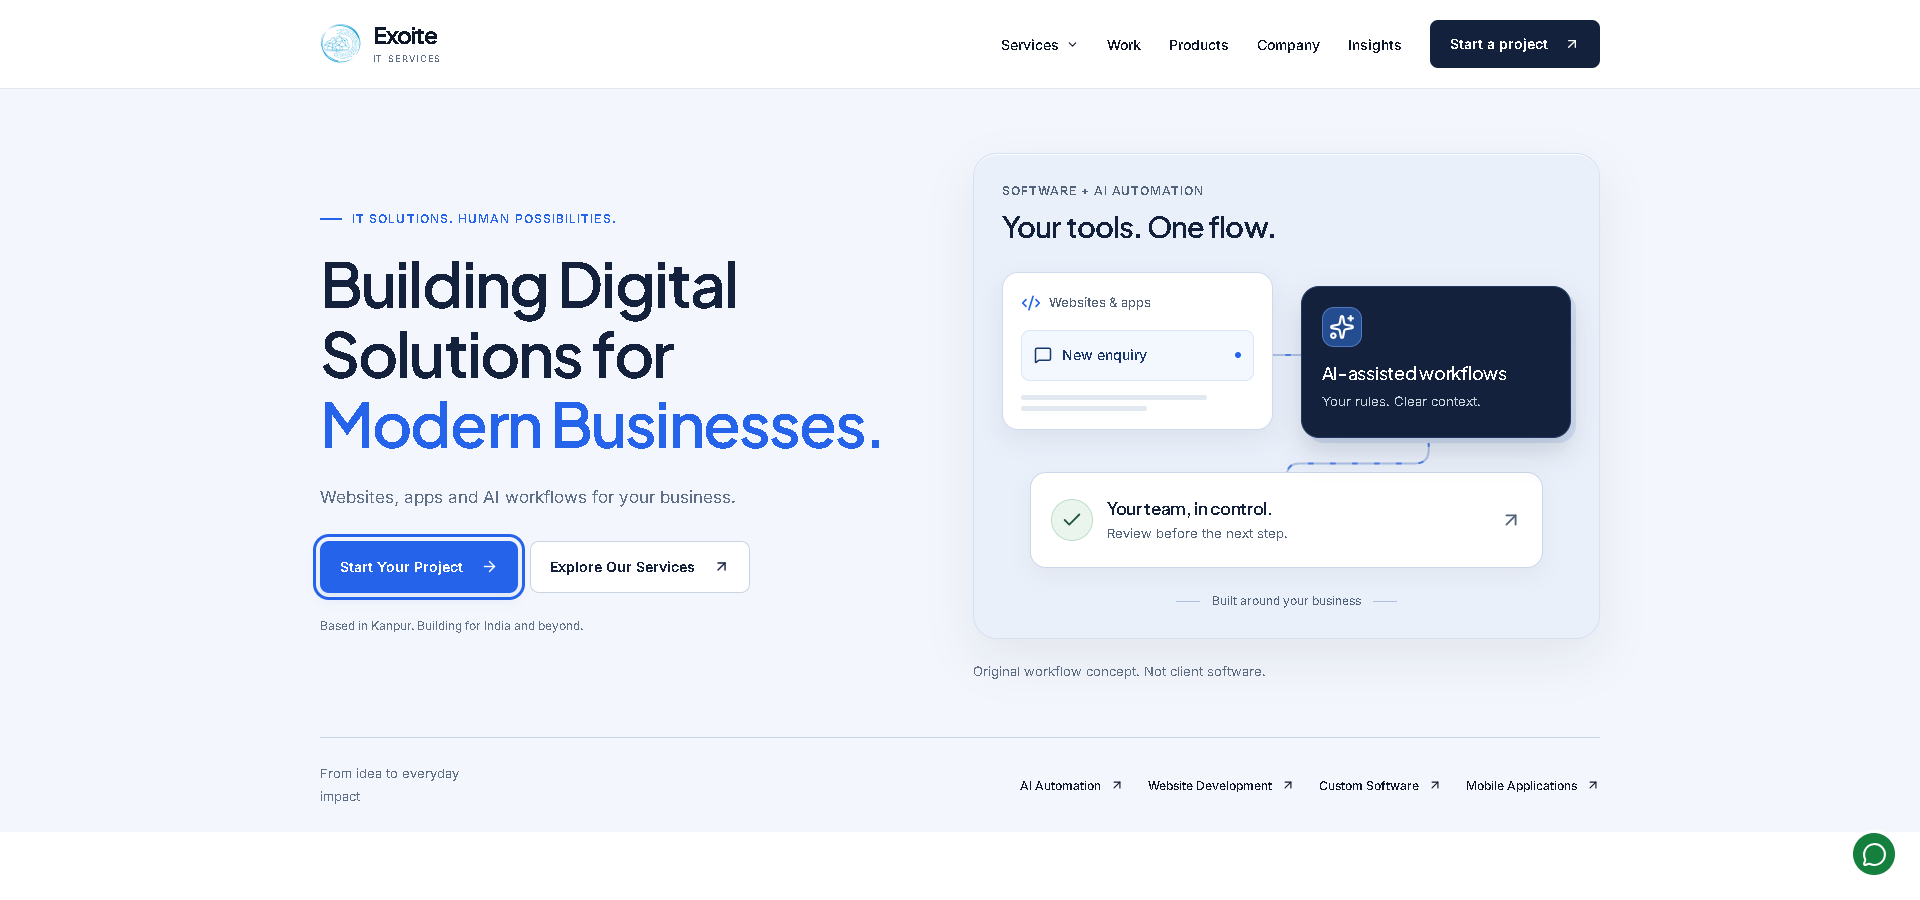 Exoite
IT SERVICES
Services
Work
Products
Company
Insights
Start a project
IT SOLUTIONS. HUMAN POSSIBILITIES.
Building Digital
Solutions for
Modern Businesses.
Websites, apps and AI workflows for your business.
Start Your Project
Explore Our Services
Based in Kanpur. Building for India and beyond.
SOFTWARE + AI AUTOMATION
Your tools. One flow.
Websites & apps
New enquiry
AI-assisted workflows
Your rules. Clear context.
Your team, in control.
Review before the next step.
Built around your business
Original workflow concept. Not client software.
From idea to everyday
impact
AI Automation
Website Development
Custom Software
Mobile Applications